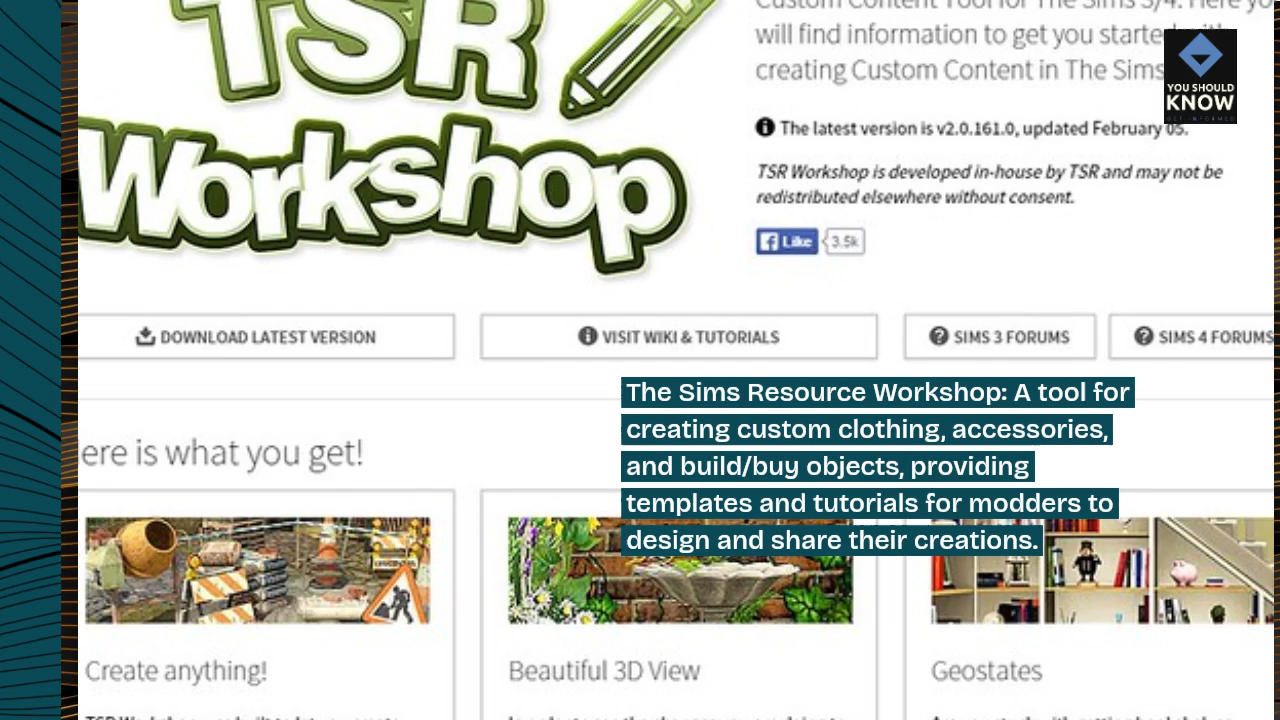 TSR
Workshop
Custom Content Tool for The Sims 3/4. Here you
will find information to get you started with
creating Custom Content in The Sims
The latest version is v2.0.161.0, updated February 05.
TSR Workshop is developed in-house by TSR and may not be
redistributed elsewhere without consent.
Like 3.5k
YOU SHOULD
KNOW
GET INFORMED
DOWNLOAD LATEST VERSION
VISIT WIKI & TUTORIALS
SIMS 3 FORUMS
SIMS 4 FORUMS
The Sims Resource Workshop: A tool for
creating custom clothing, accessories,
and build/buy objects, providing
templates and tutorials for modders to
design and share their creations.
ere is what you get!
Create anything!
Beautiful 3D View
Geostates